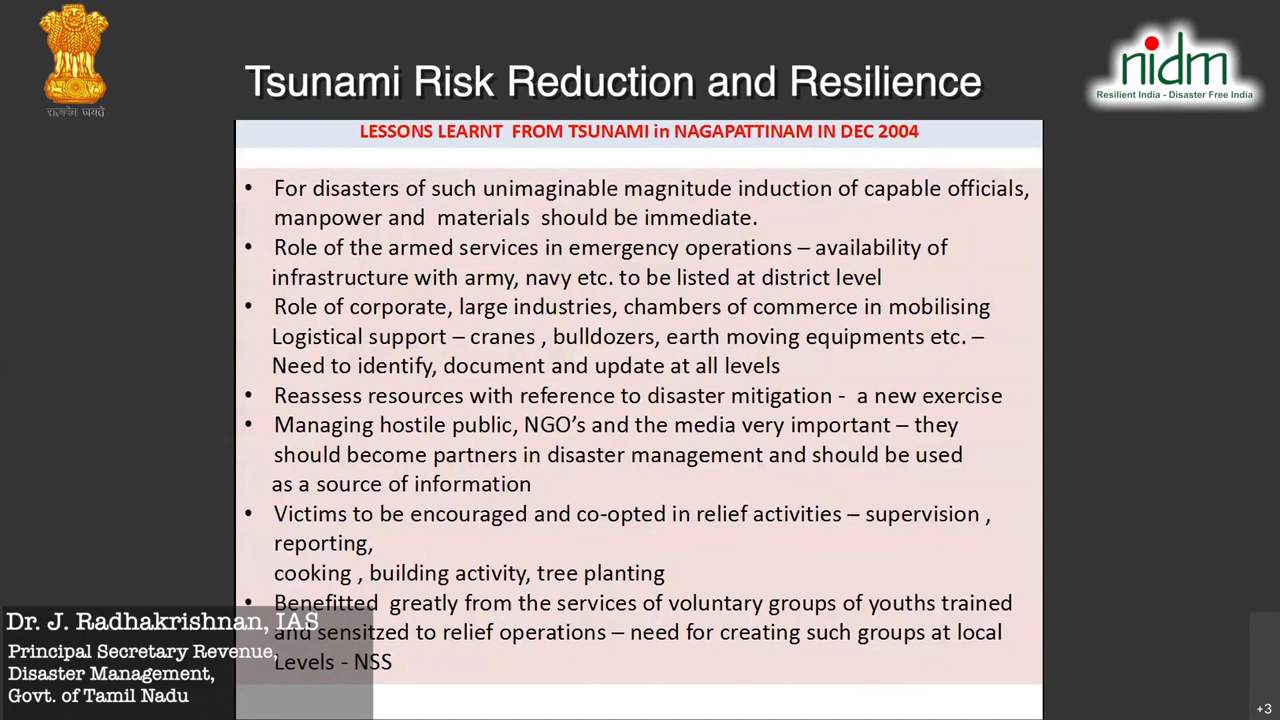 सत्यमेव जयते
Tsunami Risk Reduction and Resilience
nidm
Resilient India - Disaster Free India
LESSONS LEARNT FROM TSUNAMI in NAGAPATTINAM IN DEC 2004
• For disasters of such unimaginable magnitude induction of capable officials,
manpower and materials should be immediate.
• Role of the armed services in emergency operations – availability of
infrastructure with army, navy etc. to be listed at district level
• Role of corporate, large industries, chambers of commerce in mobilising
Logistical support – cranes , bulldozers, earth moving equipments etc. –
Need to identify, document and update at all levels
• Reassess resources with reference to disaster mitigation - a new exercise
• Managing hostile public, NGO’s and the media very important – they
should become partners in disaster management and should be used
as a source of information
• Victims to be encouraged and co-opted in relief activities – supervision ,
reporting,
cooking , building activity, tree planting
• Benefitted greatly from the services of voluntary groups of youths trained
and sensitzed to relief operations – need for creating such groups at local
Levels - NSS
Dr. J. Radhakrishnan, IAS
Principal Secretary Revenue,
Disaster Management,
Govt. of Tamil Nadu
+3